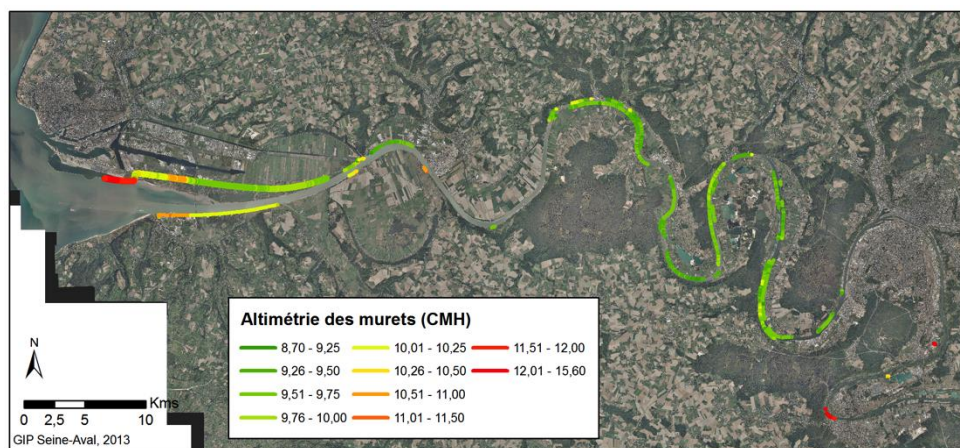 Altimétrie des murets (CMH)
8,70 - 9,25
10,01 - 10,25
11,51 - 12,00
9,26 - 9,50
10,26 - 10,50
12,01 - 15,60
9,51 - 9,75
10,51 - 11,00
9,76 - 10,00
11,01 - 11,50
N
Kms
0 2,5 5 10
GIP Seine-Aval, 2013